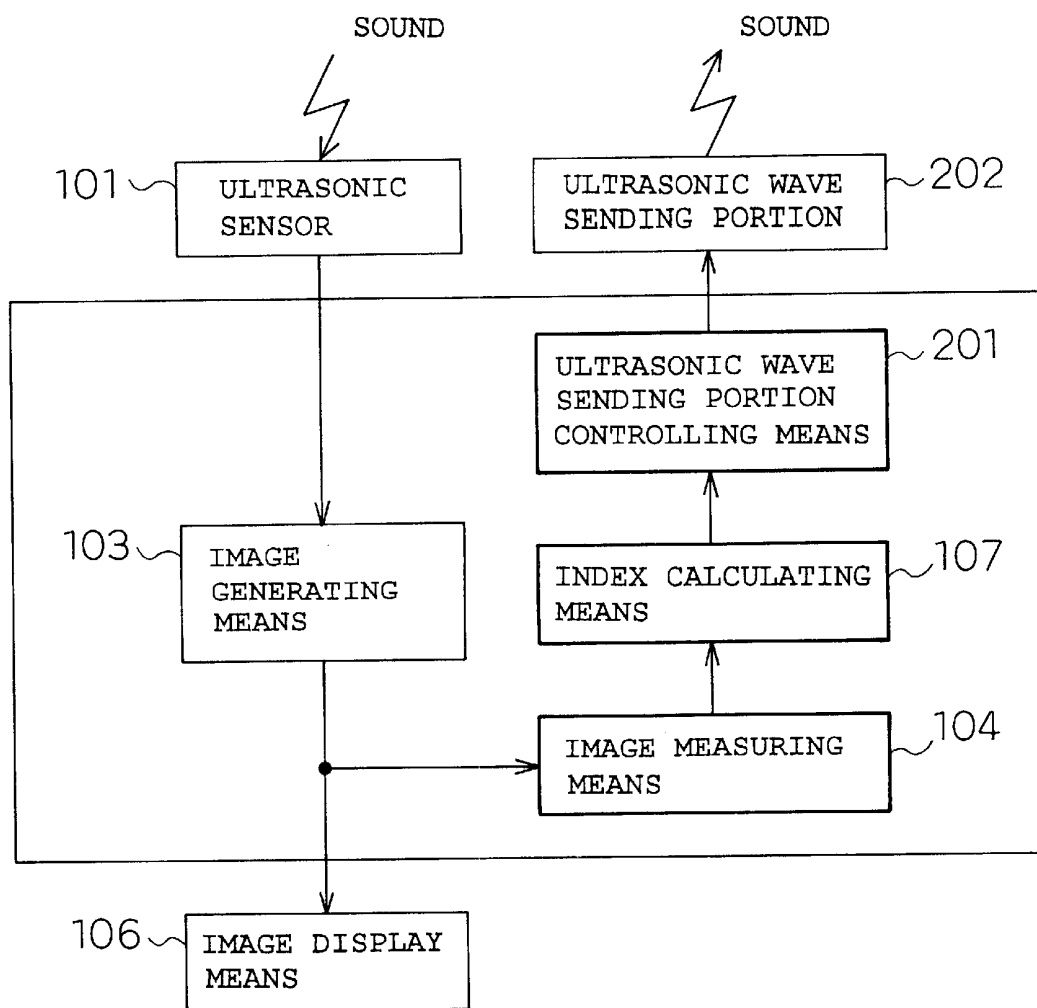 SOUND
SOUND
101
ULTRASONIC
SENSOR
ULTRASONIC WAVE
SENDING PORTION
202
ULTRASONIC WAVE
SENDING PORTION
CONTROLLING MEANS
201
103
IMAGE
GENERATING
MEANS
INDEX CALCULATING
MEANS
107
IMAGE MEASURING
MEANS
104
106
IMAGE DISPLAY
MEANS